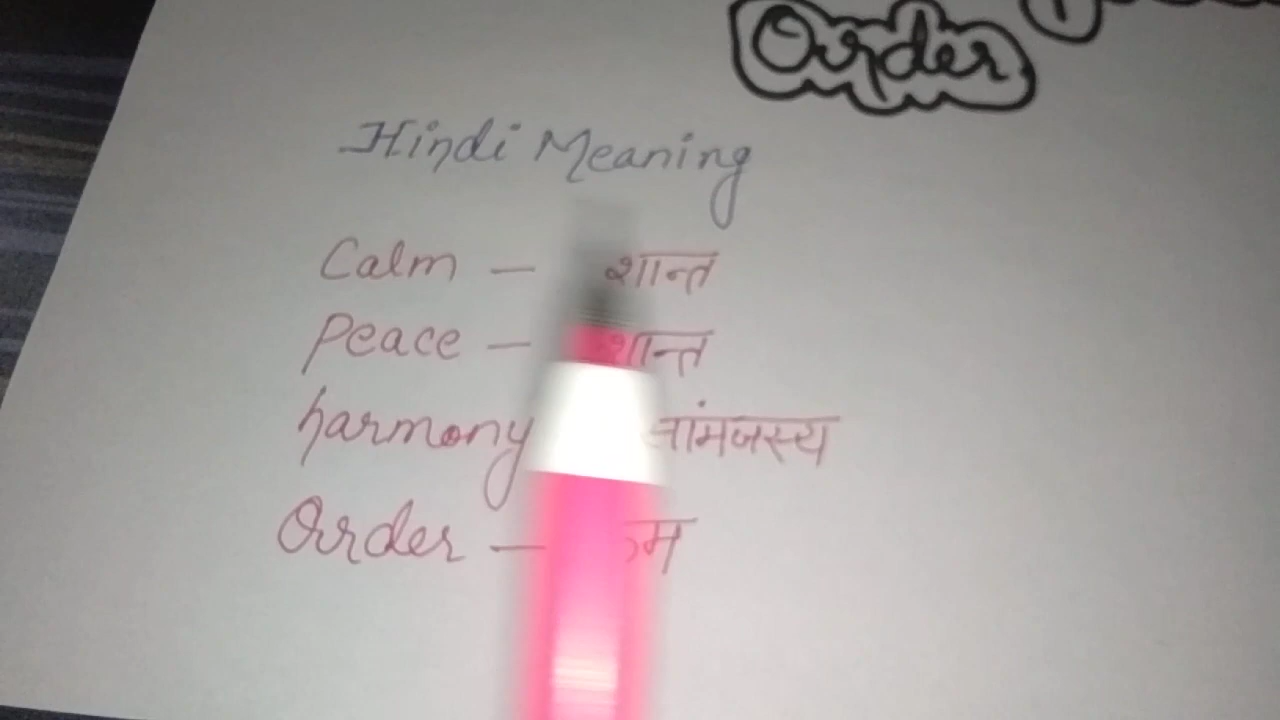 Order
Hindi Meaning
Calm - शान्त
Peace - शान्त
harmony
Order -